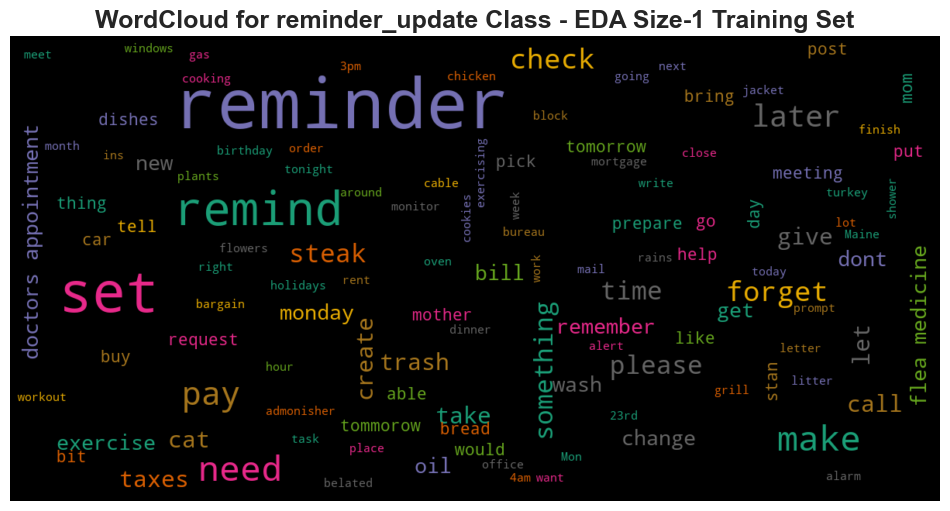 WordCloud for reminder_update Class - EDA Size-1 Training Set
meet
windows
gas
cooking
3pm
chicken
check
going
next
post
reminder
block
bring
jacket
later
mom
finish
dishes
month
ins
new
birthday
order
tonight
plants
exercising
pick
tomorrow
mortgage
close
meeting
put
doctors appointment
thing
tell
car
remind
around
cable
monitor
cookies
week
write
turkey
shower
prepare
go
day
lot
Maine
bureau
flowers
steak
right
oven
bill
work
mail
rains
help
give
dont
today
set
holidays
rent
bargain
monday
mother
dinner
time
forget
get
prompt
flea medicine
request
create
something
remember
alert
like
let
letter
buy
hour
trash
please
wash
stan
litter
grill
workout
pay
able
admonisher
take
23rd
call
exercise
cat
task
tommorow
bread
change
make
bit
place
would
Mon
need
oil
office
taxes
belated
4am
want
alarm